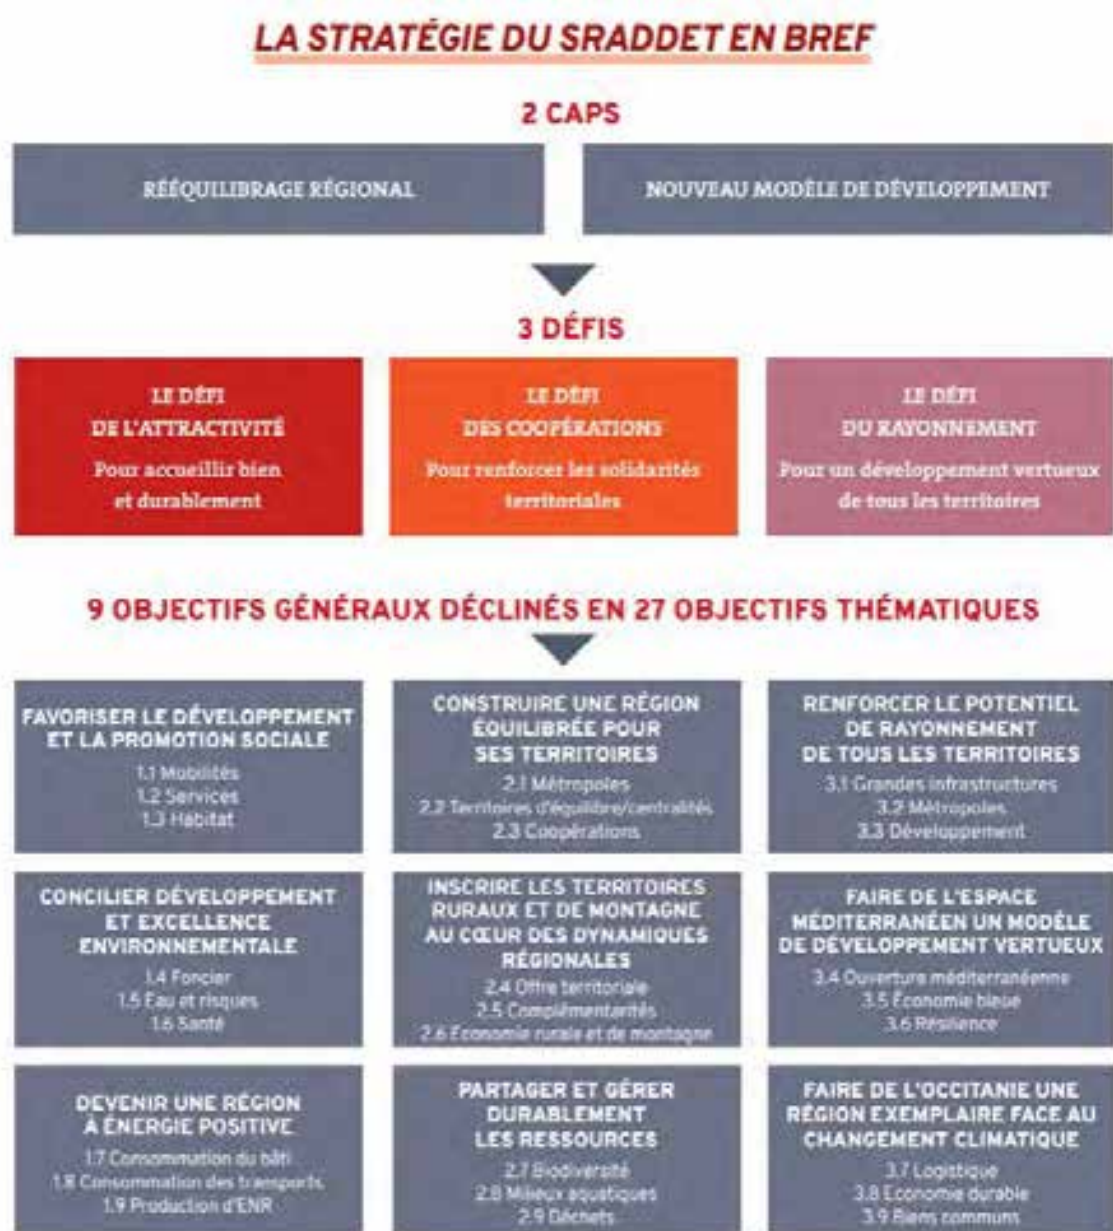 LA STRATÉGIE DU SRADDET EN BREF
2 CAPS
RÉÉQUILIBRAGE RÉGIONAL
NOUVEAU MODÈLE DE DÉVELOPPEMENT
3 DÉFIS
LE DÉFI
DE L'ATTRACTIVITÉ
Pour accueillir bien
et durablement
LE DÉFI
DES COOPÉRATIONS
Pour renforcer les solidarités
territoriales
LE DÉFI
DU RAYONNEMENT
Pour un développement vertueux
de tous les territoires
9 OBJECTIFS GÉNÉRAUX DÉCLINÉS EN 27 OBJECTIFS THÉMATIQUES
FAVORISER LE DÉVELOPPEMENT
ET LA PROMOTION SOCIALE
1.1 Mobilités
1.2 Services
1.3 Habitat
CONSTRUIRE UNE RÉGION
ÉQUILIBRÉE POUR
SES TERRITOIRES
2.1 Métropoles
2.2 Territoires d'équilibre/centralités
2.3 Coopérations
RENFORCER LE POTENTIEL
DE RAYONNEMENT
DE TOUS LES TERRITOIRES
3.1 Grandes infrastructures
3.2 Métropoles
3.3 Développement
CONCILIER DÉVELOPPEMENT
ET EXCELLENCE
ENVIRONNEMENTALE
1.4 Foncier
1.5 Eau et risques
1.6 Santé
INSCRIRE LES TERRITOIRES
RURAUX ET DE MONTAGNE
AU CŒUR DES DYNAMIQUES
RÉGIONALES
2.4 Offre territoriale
2.5 Complémentarités
2.6 Économie rurale et de montagne
FAIRE DE L'ESPACE
MÉDITERRANÉEN UN MODÈLE
DE DÉVELOPPEMENT VERTUEUX
3.4 Ouverture méditerranéenne
3.5 Économie bleue
3.6 Résilience
DEVENIR UNE RÉGION
À ÉNERGIE POSITIVE
1.7 Consommation du bâti
1.8 Consommation des transports
1.9 Production d'ENR
PARTAGER ET GÉRER
DURABLEMENT
LES RESSOURCES
2.7 Biodiversité
2.8 Milieux aquatiques
2.9 Déchets
FAIRE DE L'OCCITANIE UNE
RÉGION EXEMPLAIRE FACE AU
CHANGEMENT CLIMATIQUE
3.7 Logistique
3.8 Économie durable
3.9 Biens communs